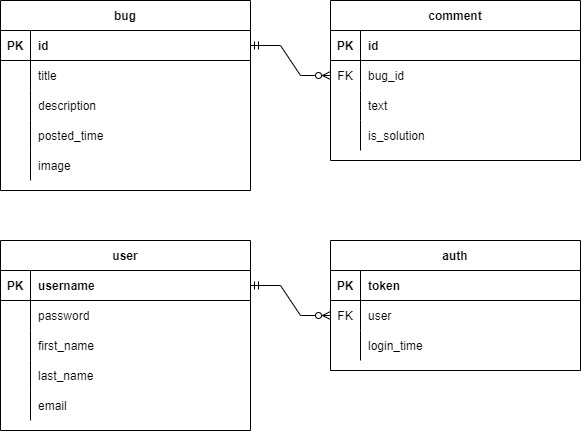 bug
PK id
title
description
posted_time
image
comment
PK id
FK bug_id
text
is_solution
user
PK username
password
first_name
last_name
email
auth
PK token
FK user
login_time